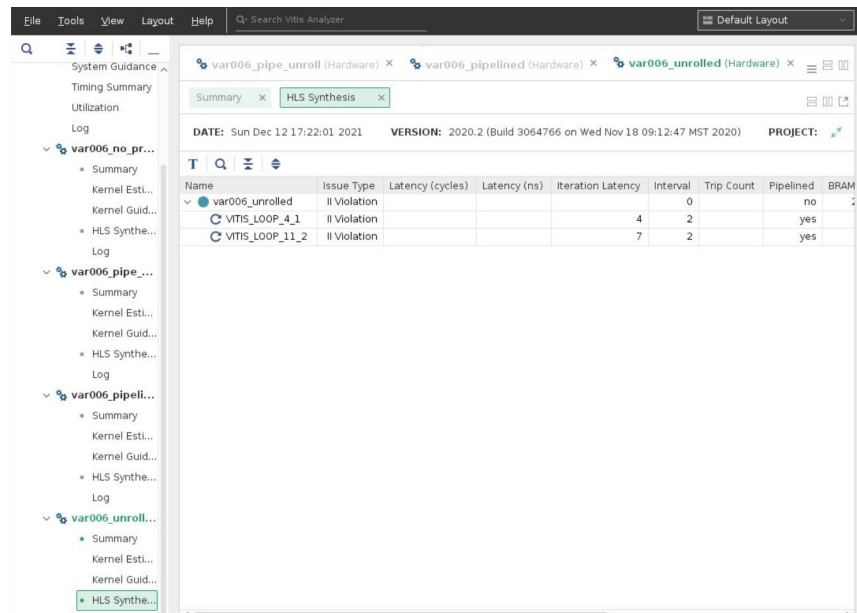 File Tools View Layout Help Q- Search Vitis Analyzer Default Layout
System Guidance
Timing Summary
Utilization
Log
var006_no_pr...
Summary
Kernel Esti...
Kernel Guid...
HLS Synthe...
Log
var006_pipe_...
Summary
Kernel Esti...
Kernel Guid...
HLS Synthe...
Log
var006_pipeli...
Summary
Kernel Esti...
Kernel Guid...
HLS Synthe...
Log
var006_unroll...
Summary
Kernel Esti...
Kernel Guid...
HLS Synthe...
var006_pipe_unroll (Hardware) × var006_pipelined (Hardware) × var006_unrolled (Hardware) ×
Summary × HLS Synthesis ×
DATE: Sun Dec 12 17:22:01 2021 VERSION: 2020.2 (Build 3064766 on Wed Nov 18 09:12:47 MST 2020) PROJECT:
Name Issue Type Latency (cycles) Latency (ns) Iteration Latency Interval Trip Count Pipelined BRAM
var006_unrolled II Violation 0 no
VITIS_LOOP_4_1 II Violation 4 2 yes
VITIS_LOOP_11_2 II Violation 7 2 yes